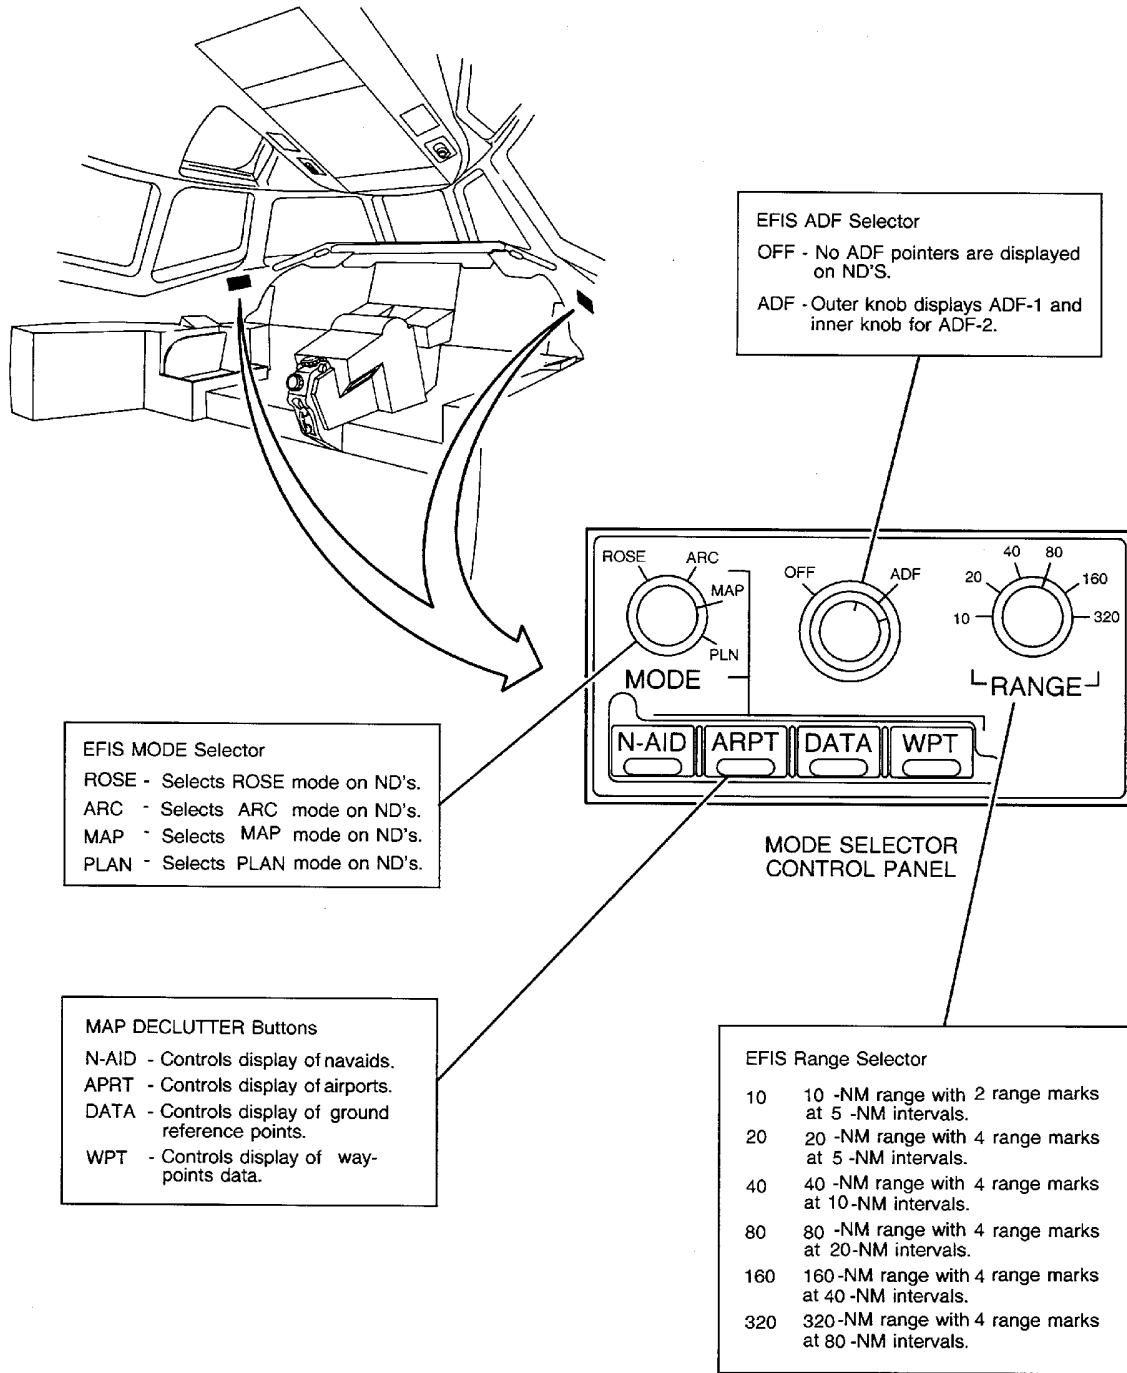 EFIS ADF Selector
OFF - No ADF pointers are displayed
on ND'S.
ADF - Outer knob displays ADF-1 and
inner knob for ADF-2.
ROSE
ARC
MAP
PLN
MODE
OFF
ADF
10
20
40
80
160
320
RANGE
N-AID
ARPT
DATA
WPT
MODE SELECTOR
CONTROL PANEL
EFIS MODE Selector
ROSE - Selects ROSE mode on ND's.
ARC - Selects ARC mode on ND's.
MAP - Selects MAP mode on ND's.
PLAN - Selects PLAN mode on ND's.
MAP DECLUTTER Buttons
N-AID - Controls display of navaids.
APRT - Controls display of airports.
DATA - Controls display of ground
reference points.
WPT - Controls display of way-
points data.
EFIS Range Selector
10 10 -NM range with 2 range marks
at 5 -NM intervals.
20 20 -NM range with 4 range marks
at 5 -NM intervals.
40 40 -NM range with 4 range marks
at 10-NM intervals.
80 80 -NM range with 4 range marks
at 20-NM intervals.
160 160-NM range with 4 range marks
at 40 -NM intervals.
320 320-NM range with 4 range marks
at 80-NM intervals.